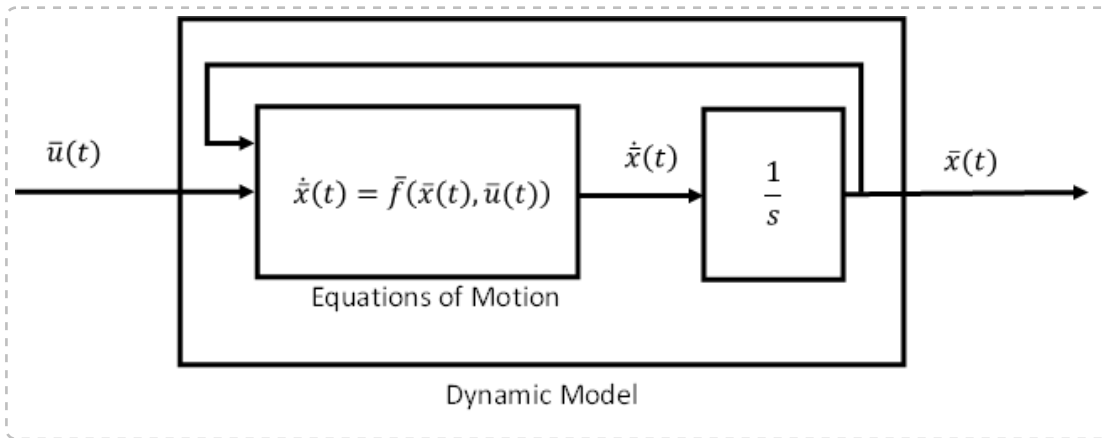 ū(t)
ẋ̄(t) = f̄(x̄(t), ū(t))
Equations of Motion
ẋ̄(t)
1
s
x̄(t)
Dynamic Model